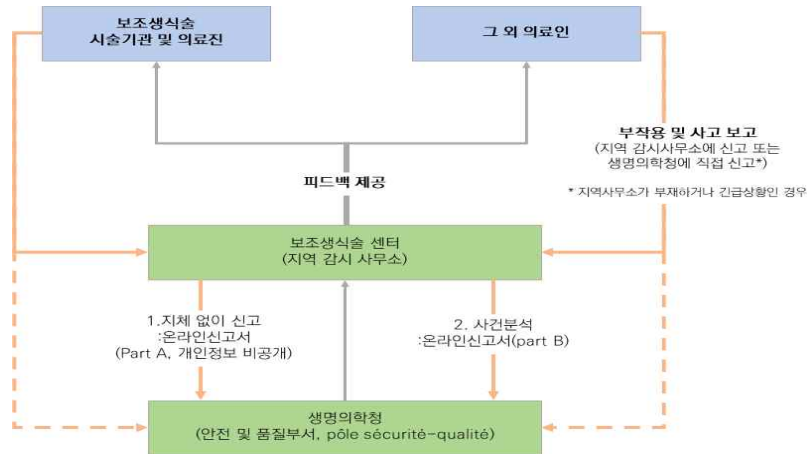 보조생식술
시술기관 및 의료진
그 외 의료인
부작용 및 사고 보고
(지역 감시사무소에 신고 또는
생명의학청에 직접 신고*)
* 지역사무소가 부재하거나 긴급상황인 경우
피드백 제공
보조생식술 센터
(지역 감시 사무소)
1.지체 없이 신고
:온라인신고서
(Part A, 개인정보 비공개)
2. 사건분석
:온라인신고서(part B)
생명의학청
(안전 및 품질부서, pôle sécurité-qualité)